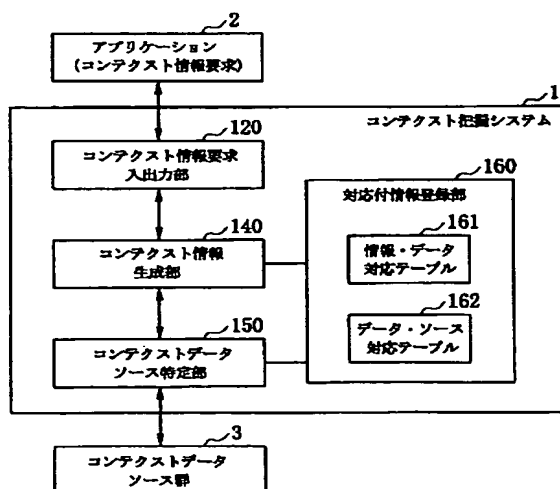 2
アプリケーション
(コンテクスト情報要求)
1
コンテクスト把握システム
120
コンテクスト情報要求
入出力部
160
対応付情報登録部
140
コンテクスト情報
生成部
161
情報・データ
対応テーブル
150
コンテクストデータ
ソース特定部
162
データ・ソース
対応テーブル
3
コンテクストデータ
ソース群